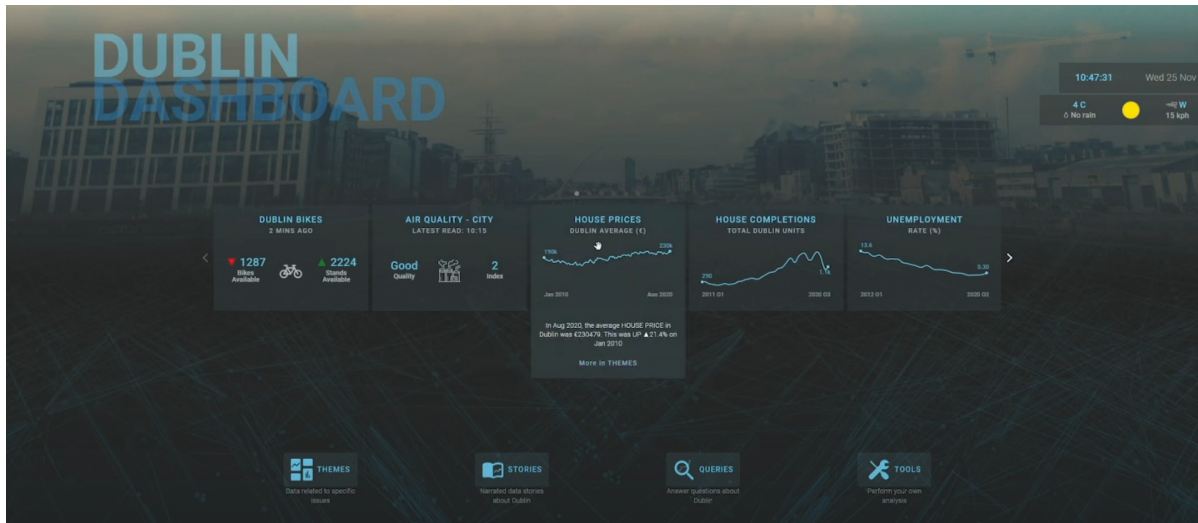 DUBLIN
DASHBOARD
10:47:31 Wed 25 Nov
4 C
No rain
W
15 kph
DUBLIN BIKES
2 MINS AGO
1287
Bikes
Available
2224
Stands
Available
AIR QUALITY - CITY
LATEST READ: 10:15
Good
Quality
2
Index
HOUSE PRICES
DUBLIN AVERAGE (€)
190k
230k
Jan 2010 Aug 2020
In Aug 2020, the average HOUSE PRICE in
Dublin was €230479. This was UP ▲21.4% on
Jan 2010
More in THEMES
HOUSE COMPLETIONS
TOTAL DUBLIN UNITS
290
1.1k
2011 Q1 2020 Q3
UNEMPLOYMENT
RATE (%)
13.6
5.30
2012 Q1 2020 Q2
THEMES
Data related to specific
issues
STORIES
Narrated data stories
about Dublin
QUERIES
Answer questions about
Dublin
TOOLS
Perform your own
analysis